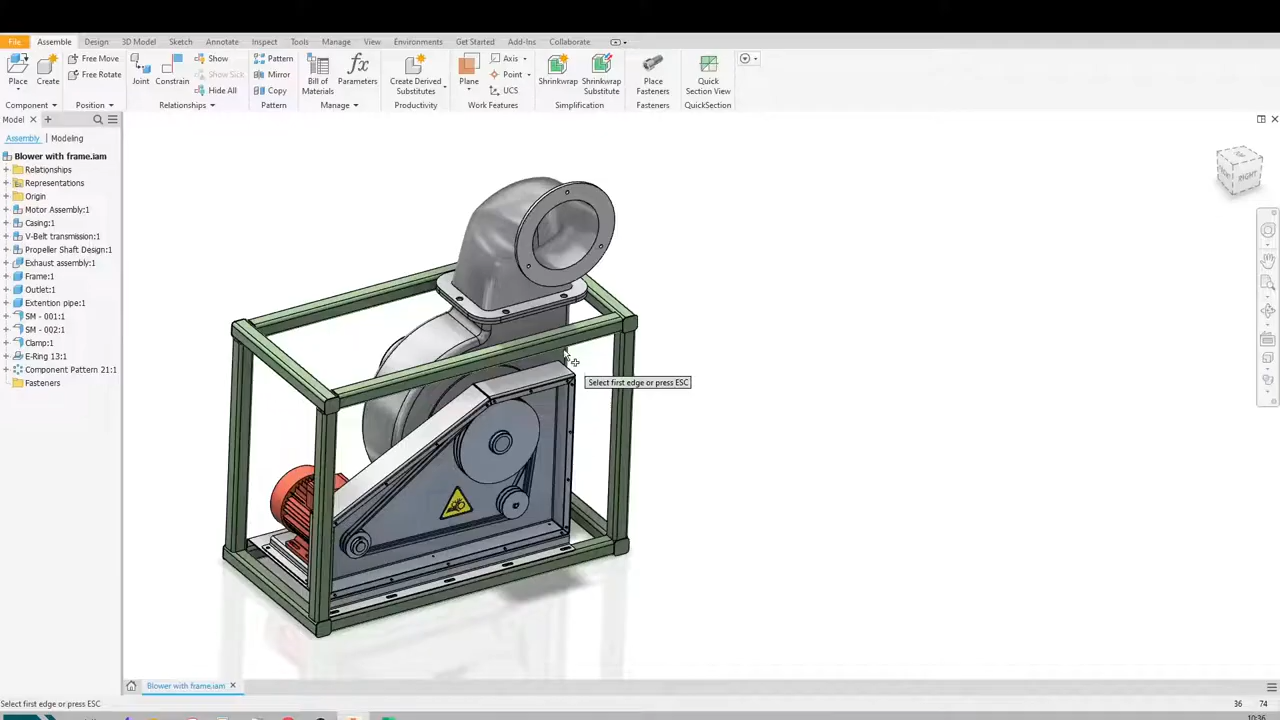 File Assemble Design 3D Model Sketch Annotate Inspect Tools Manage View Environments Get Started Add-Ins Collaborate
Place Create Free Move Free Rotate Joint Constrain Show Show Sick Hide All Pattern Mirror Copy Bill of Materials Parameters Create Derived Substitutes Plane Axis Point UCS Shrinkwrap Shrinkwrap Substitute Place Fasteners Quick Section View
Component Position Relationships Pattern Manage Productivity Work Features Simplification Fasteners QuickSection
Model
Assembly Modeling
Blower with frame.iam
Relationships
Representations
Origin
Motor Assembly:1
Casing:1
V-Belt transmission:1
Propeller Shaft Design:1
Exhaust assembly:1
Frame:1
Outlet:1
Extention pipe:1
SM - 001:1
SM - 002:1
Clamp:1
E-Ring 13:1
Component Pattern 21:1
Fasteners
RIGHT
Select first edge or press ESC
Blower with frame.iam
Select first edge or press ESC 36 74
10:36